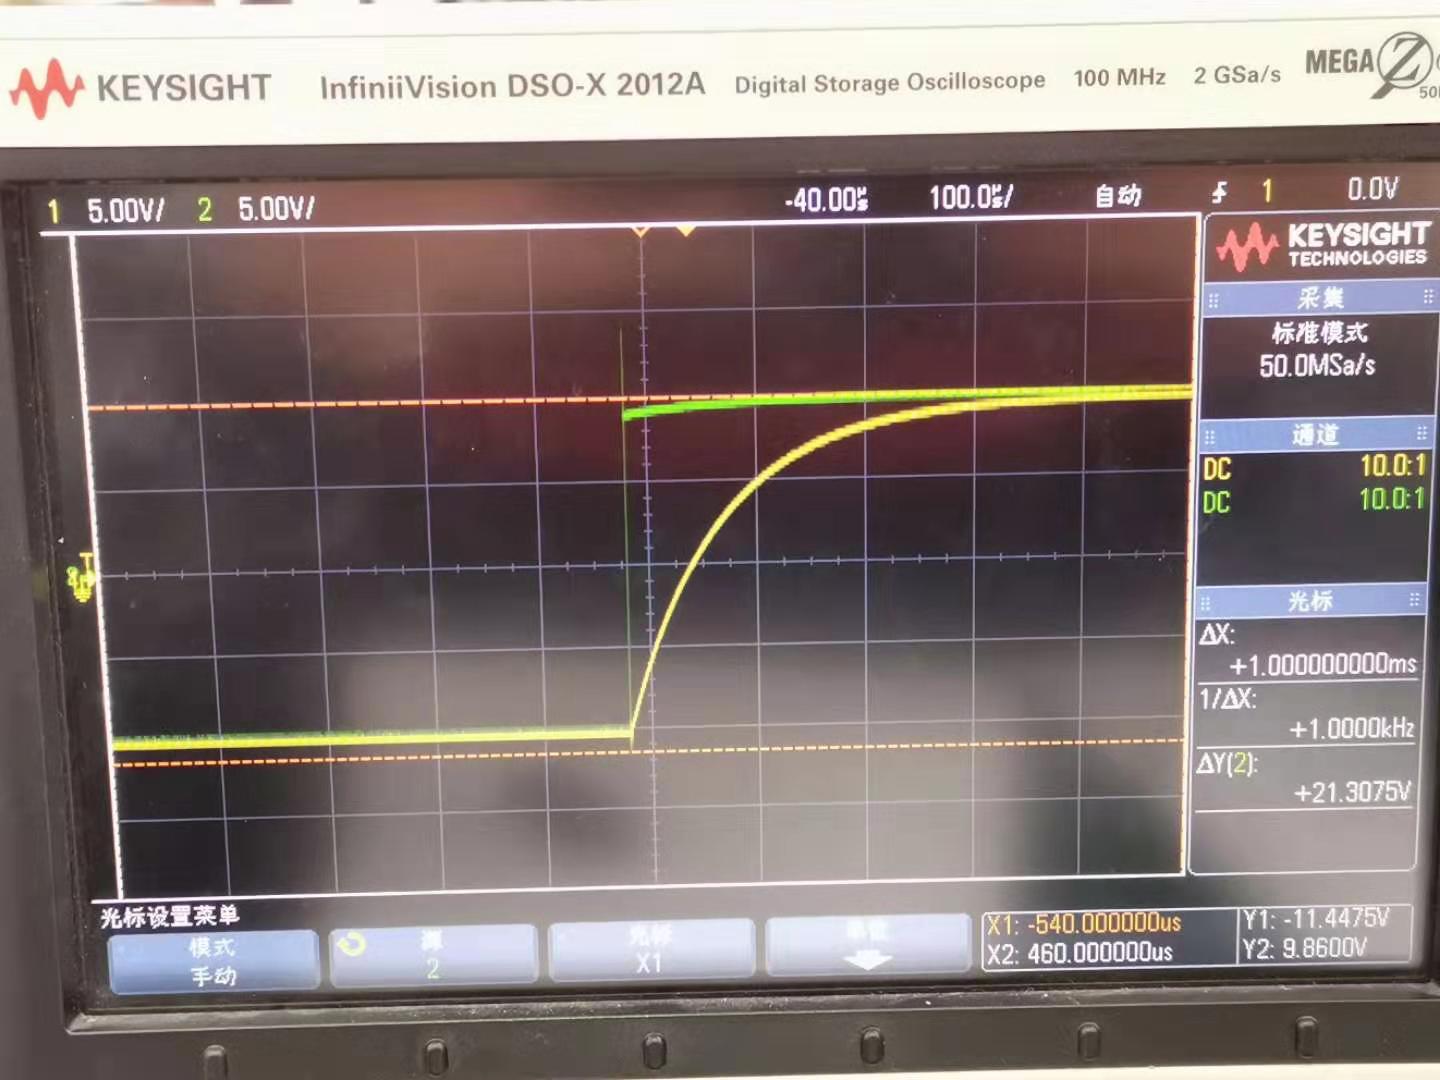 KEYSIGHT InfiniiVision DSO-X 2012A Digital Storage Oscilloscope 100 MHz 2 GSa/s MEGA Z
1 5.00V/ 2 5.00V/ -40.00us 100.0us/ 自动 1 0.0V
KEYSIGHT
TECHNOLOGIES
采集
标准模式
50.0MSa/s
通道
DC 10.0:1
DC 10.0:1
光标
ΔX:
+1.000000000ms
1/ΔX:
+1.0000kHz
ΔY(2):
+21.3075V
T
光标设置菜单
模式
手动
源
2
光标
X1
X1: -540.000000us
X2: 460.000000us
Y1: -11.4475V
Y2: 9.8600V